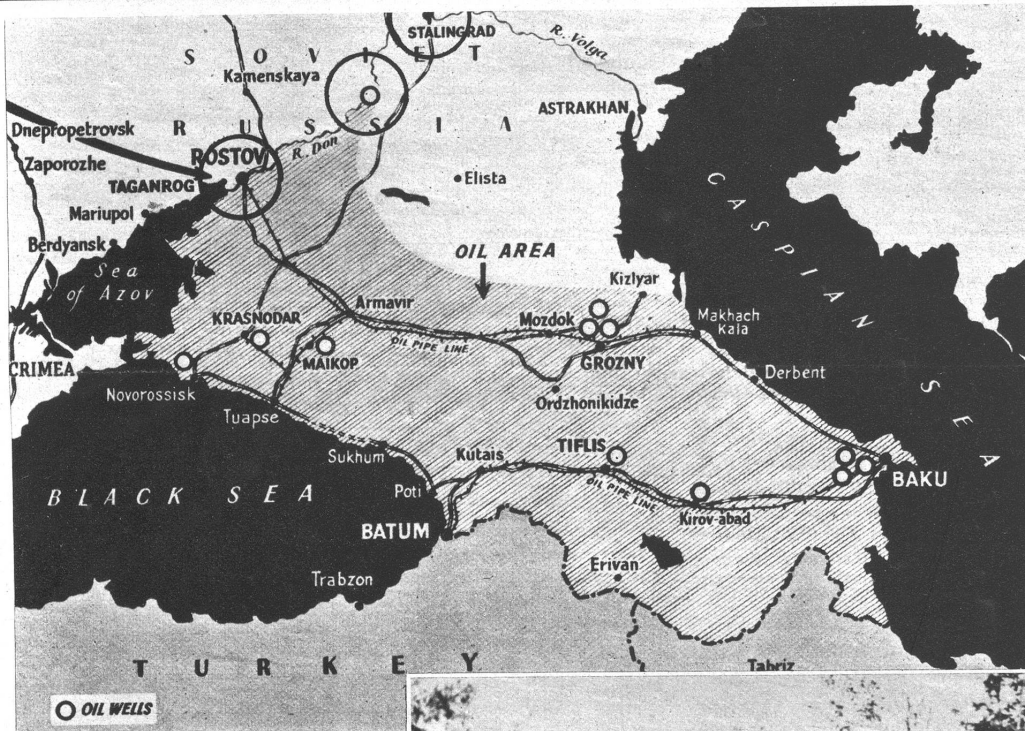 STALINGRAD
R. Volga
S O V I E T
Kamenskaya
ASTRAKHAN
Dnepropetrovsk
R U S S I A
R. Don
ROSTOV
Zaporozhe
TAGANROG
Elista
Mariupol
Berdyansk
CASPIAN SEA
OIL AREA
Sea
of Azov
Kizlyar
Armavir
KRASNODAR
Mozdok
Makhach
Kala
OIL PIPE LINE
MAIKOP
GROZNY
CRIMEA
Derbent
Novorossisk
Ordzhonikidze
Tuapse
TIFLIS
Sukhum
Kutais
BAKU
OIL PIPE LINE
BLACK SEA
Poti
Kirov-abad
BATUM
Erivan
Trabzon
TURKEY
Tabriz
OIL WELLS